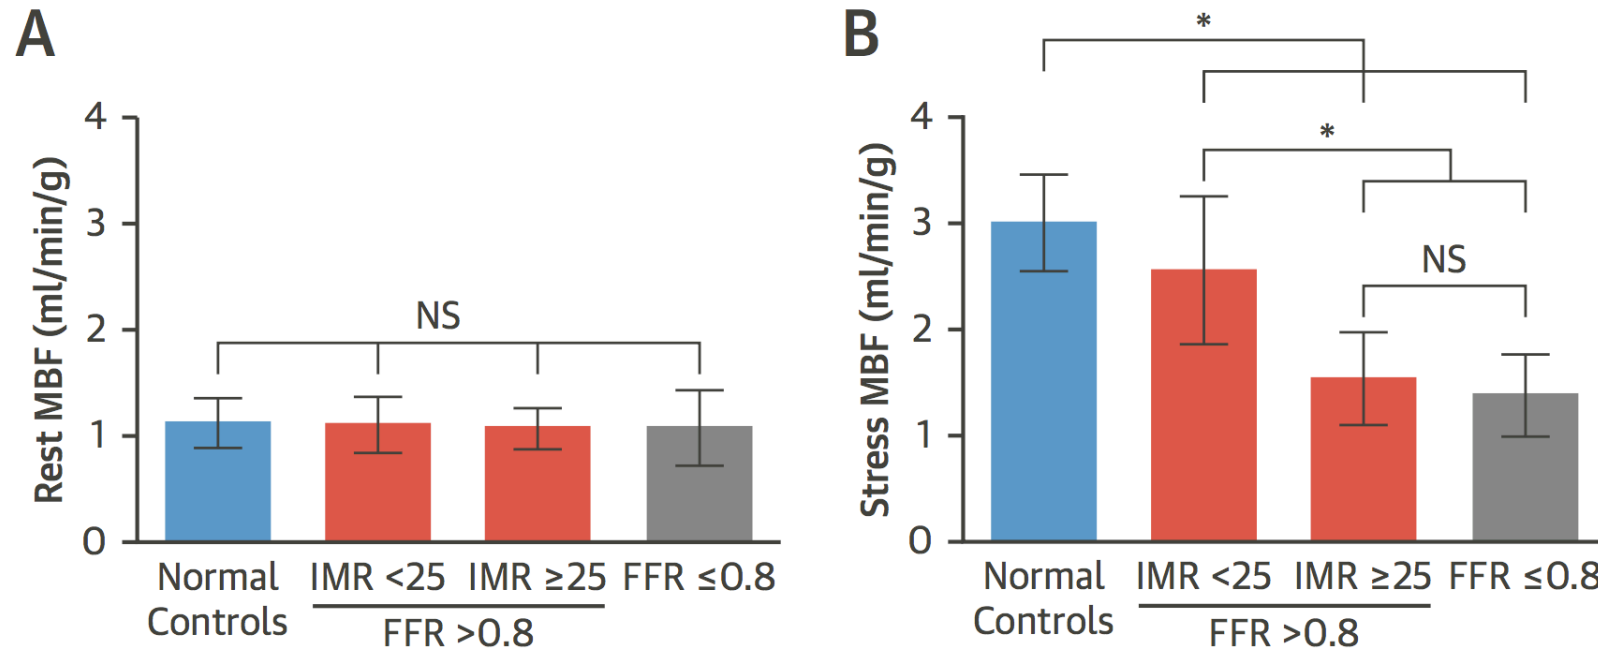 A
Rest MBF (ml/min/g)
4
3
2
1
0
NS
Normal Controls
IMR <25
IMR ≥25
FFR ≤0.8
FFR >0.8
B
Stress MBF (ml/min/g)
4
3
2
1
0
*
*
NS
Normal Controls
IMR <25
IMR ≥25
FFR ≤0.8
FFR >0.8